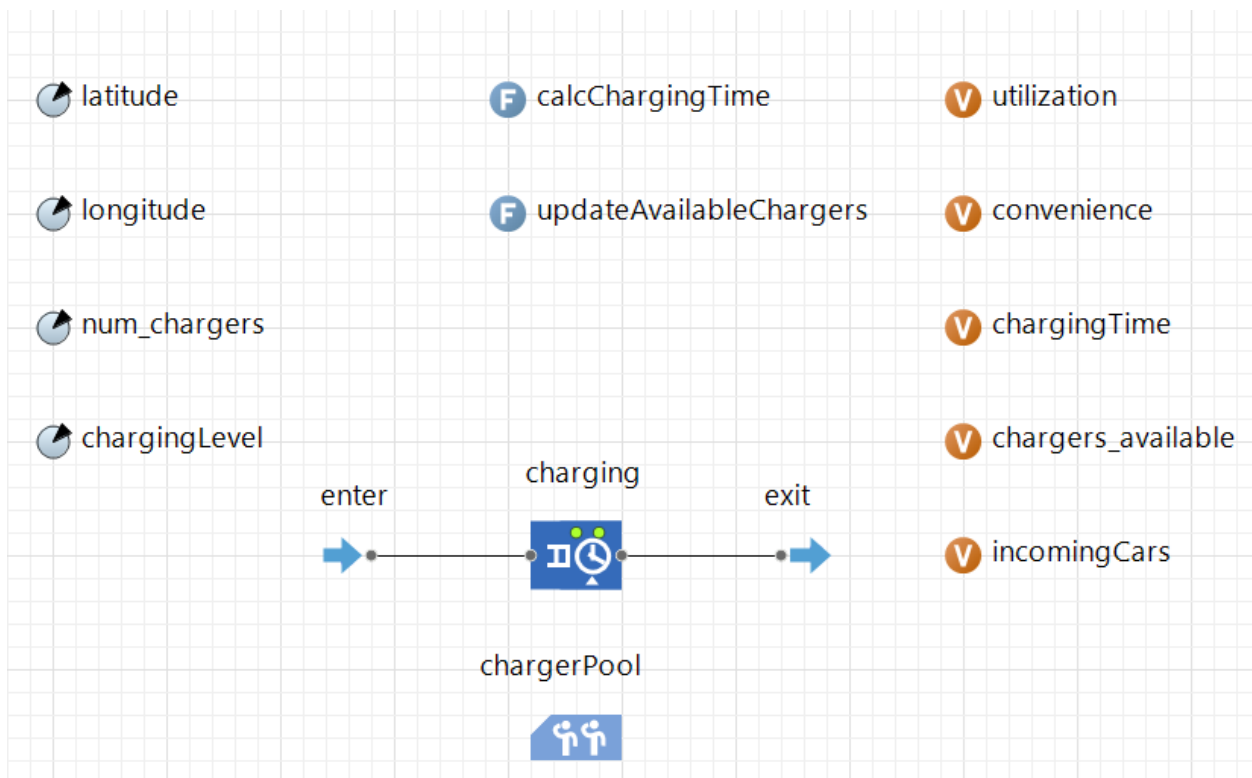 latitude
calcChargingTime
utilization
longitude
updateAvailableChargers
convenience
num_chargers
chargingTime
chargingLevel
chargers_available
charging
enter
exit
incomingCars
chargerPool